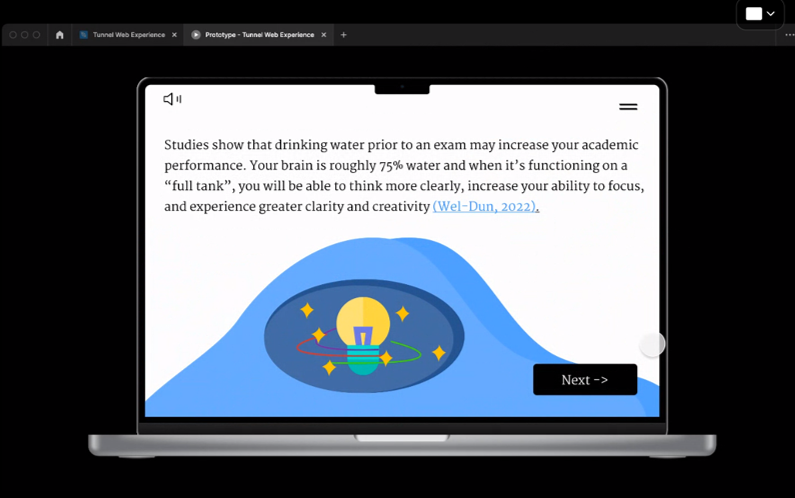 Tunnel Web Experience
Prototype - Tunnel Web Experience
Studies show that drinking water prior to an exam may increase your academic
performance. Your brain is roughly 75% water and when it's functioning on a
“full tank”, you will be able to think more clearly, increase your ability to focus,
and experience greater clarity and creativity (Wel-Dun, 2022).
Next ->